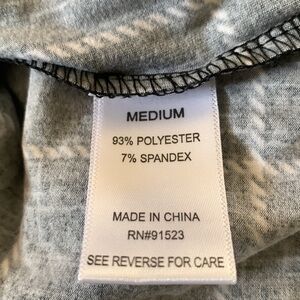 MEDIUM
93% POLYESTER
7% SPANDEX
MADE IN CHINA
RN#91523
SEE REVERSE FOR CARE